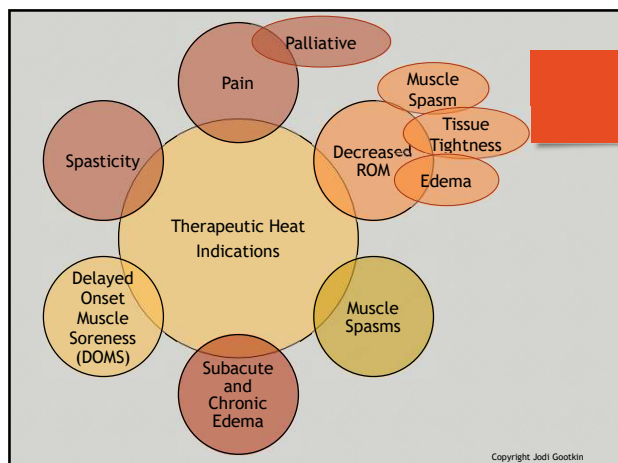 Palliative
Pain
Muscle
Spasm
Tissue
Tightness
Decreased
ROM
Edema
Spasticity
Therapeutic Heat
Indications
Delayed
Onset
Muscle
Soreness
(DOMS)
Muscle
Spasms
Subacute
and
Chronic
Edema
Copyright Jodi Gootkin